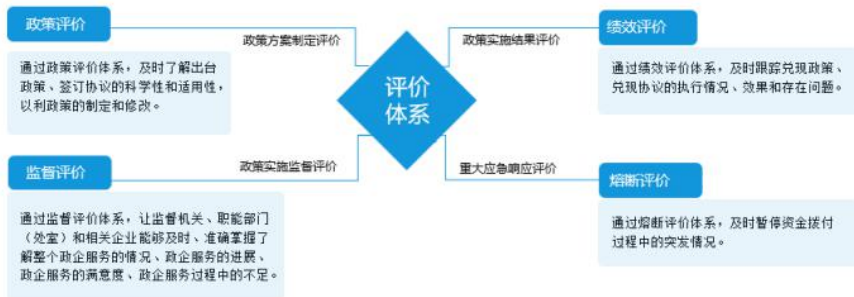 政策评价
政策方案制定评价
通过政策评价体系，及时了解出台
政策、签订协议的科学性和适用性，
以利政策的制定和修改。
评价
体系
政策实施结果评价
绩效评价
通过绩效评价体系，及时跟踪兑现政策、
兑现协议的执行情况、效果和存在问题。
监督评价
政策实施监督评价
通过监督评价体系，让监督机关、职能部门
（处室）和相关企业能够及时、准确掌握了
解整个政企服务的情况、政企服务的进展、
政企服务的满意度、政企服务过程中的不足。
重大应急响应评价
熔断评价
通过熔断评价体系，及时暂停资金拨付
过程中的突发情况。